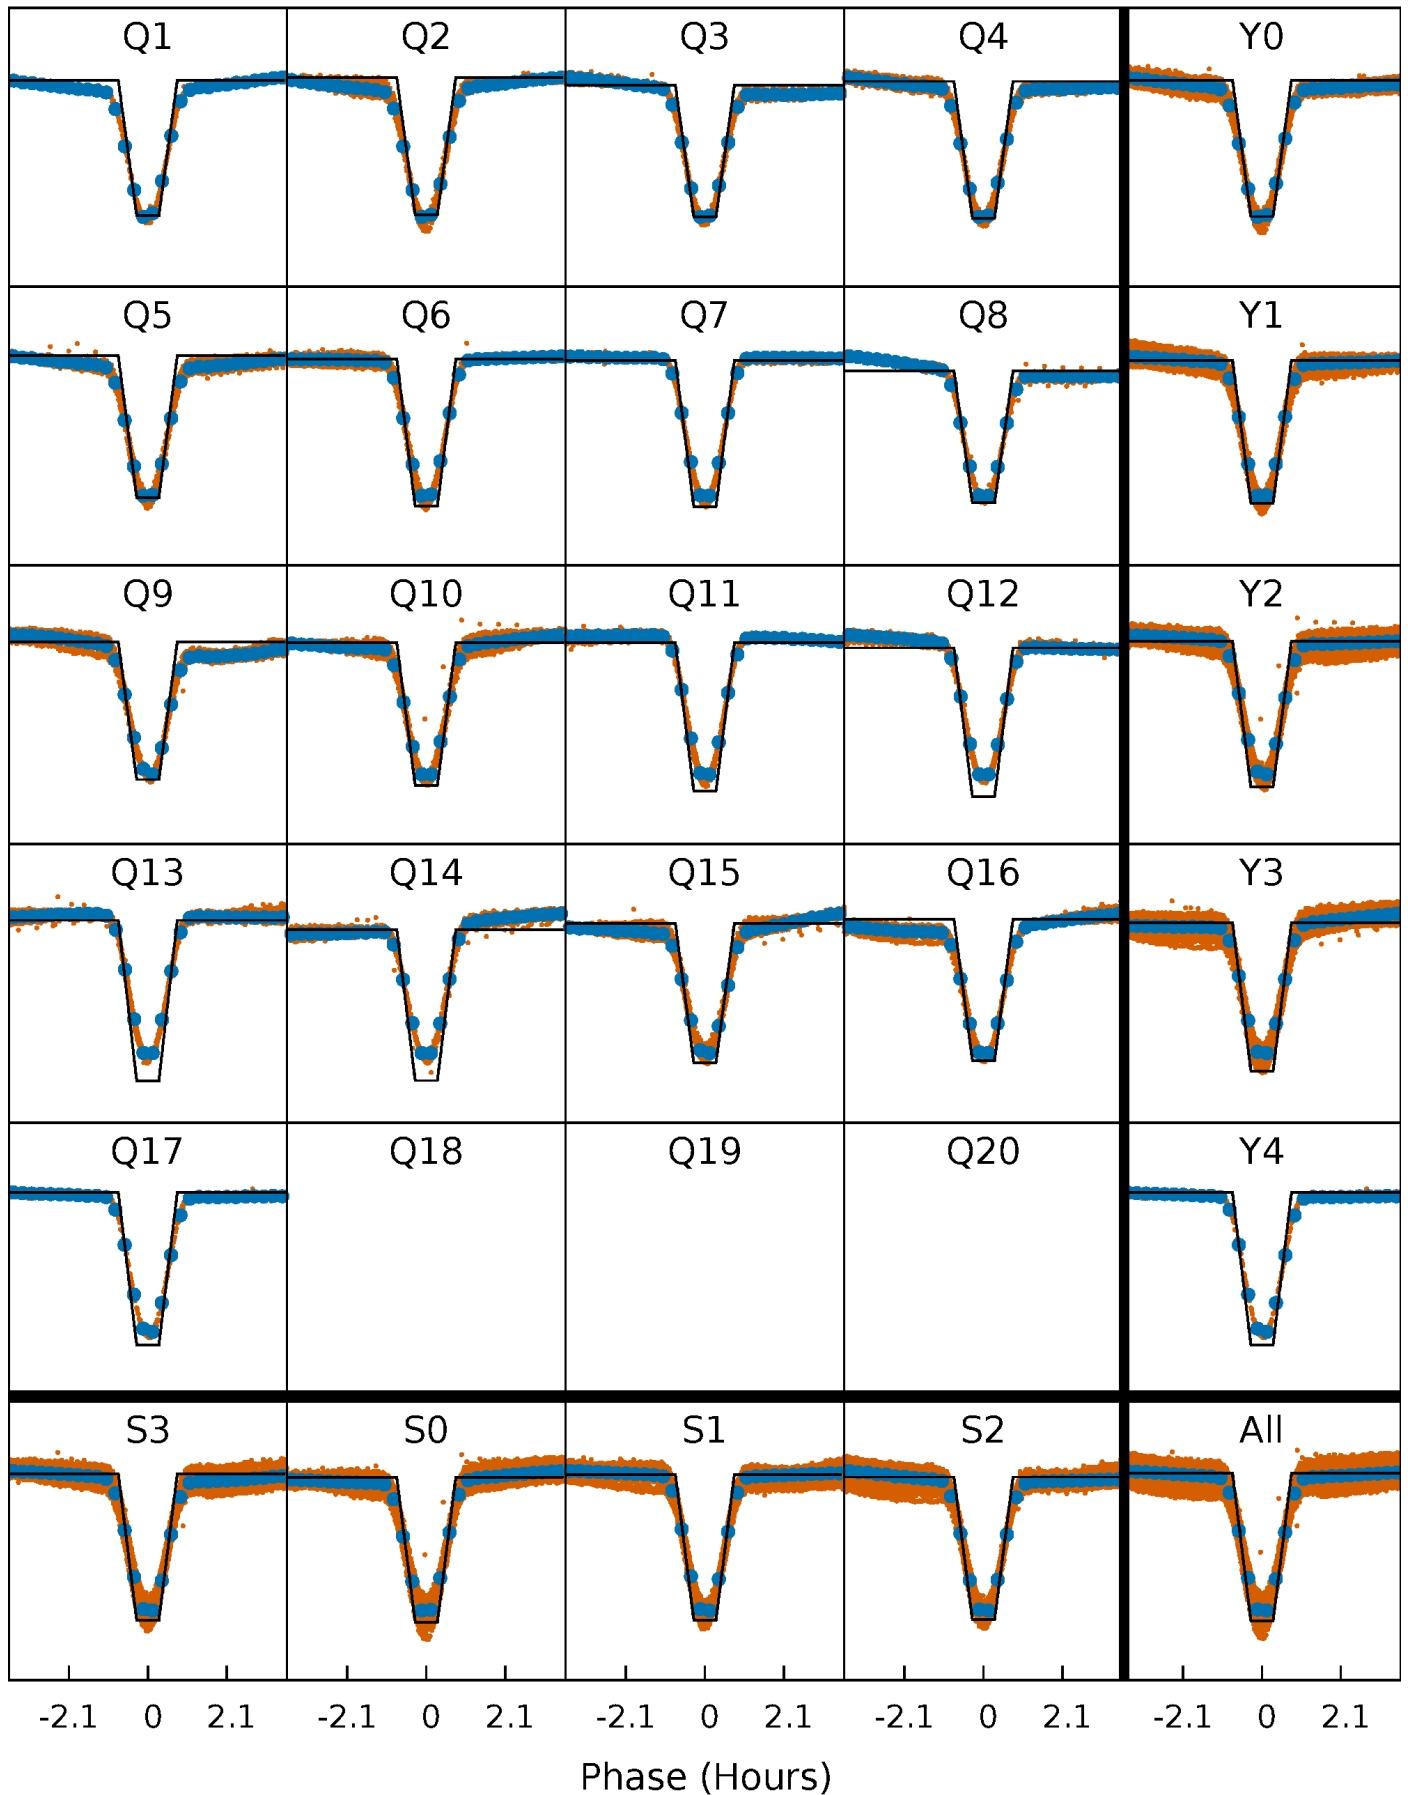 Q1 Q2 Q3 Q4 Y0
Q5 Q6 Q7 Q8 Y1
Q9 Q10 Q11 Q12 Y2
Q13 Q14 Q15 Q16 Y3
Q17 Q18 Q19 Q20 Y4
S3 S0 S1 S2 All
-2.1 0 2.1 -2.1 0 2.1 -2.1 0 2.1 -2.1 0 2.1 -2.1 0 2.1
Phase (Hours)